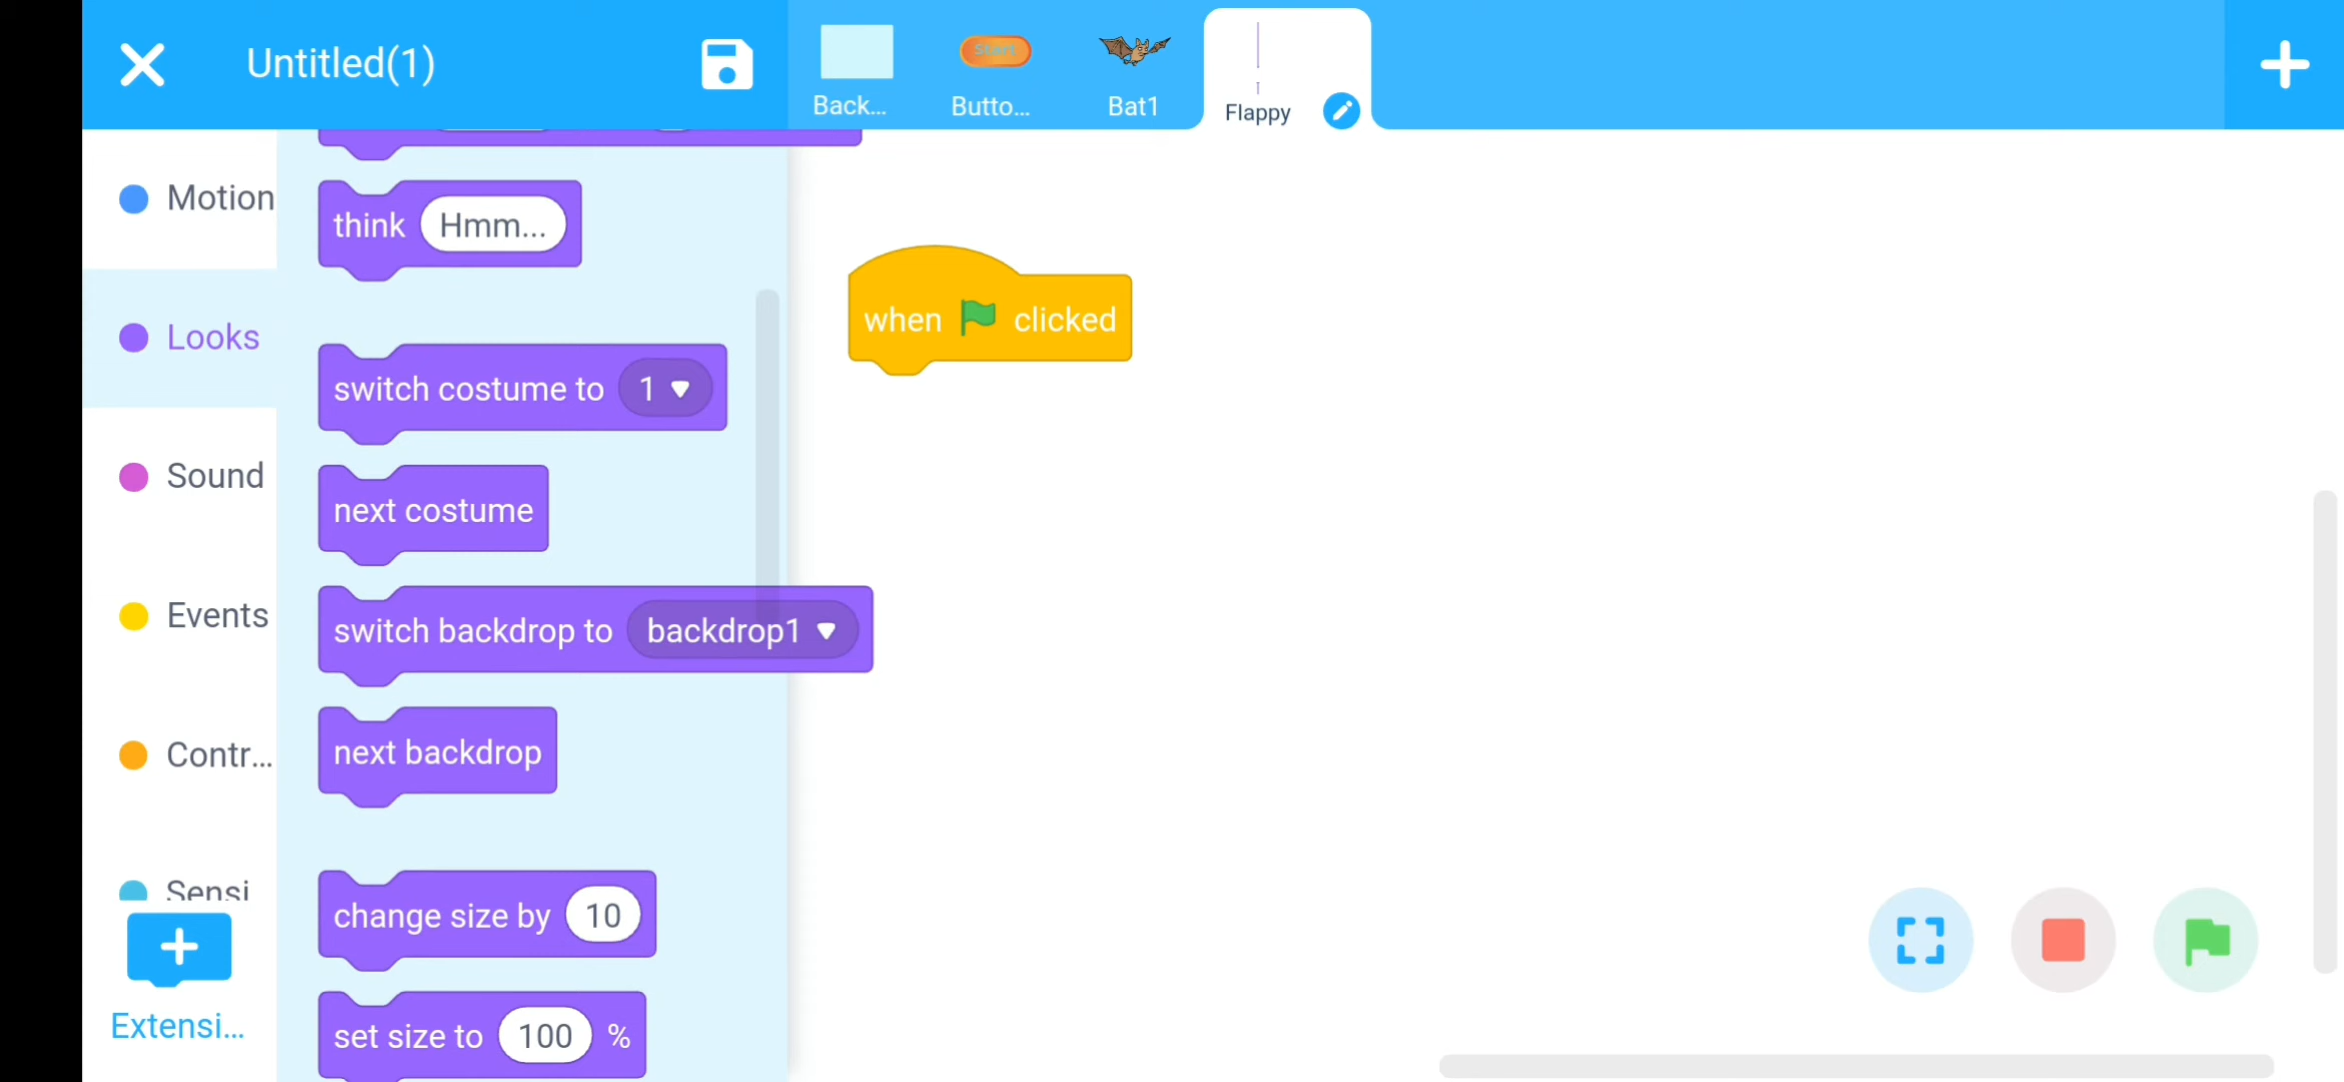 Untitled(1)
Back...
Start
Butto...
Bat1
Flappy
Motion
Looks
Sound
Events
Contr...
Sensi
Extensi...
think Hmm...
switch costume to 1
next costume
switch backdrop to backdrop1
next backdrop
change size by 10
set size to 100 %
when clicked